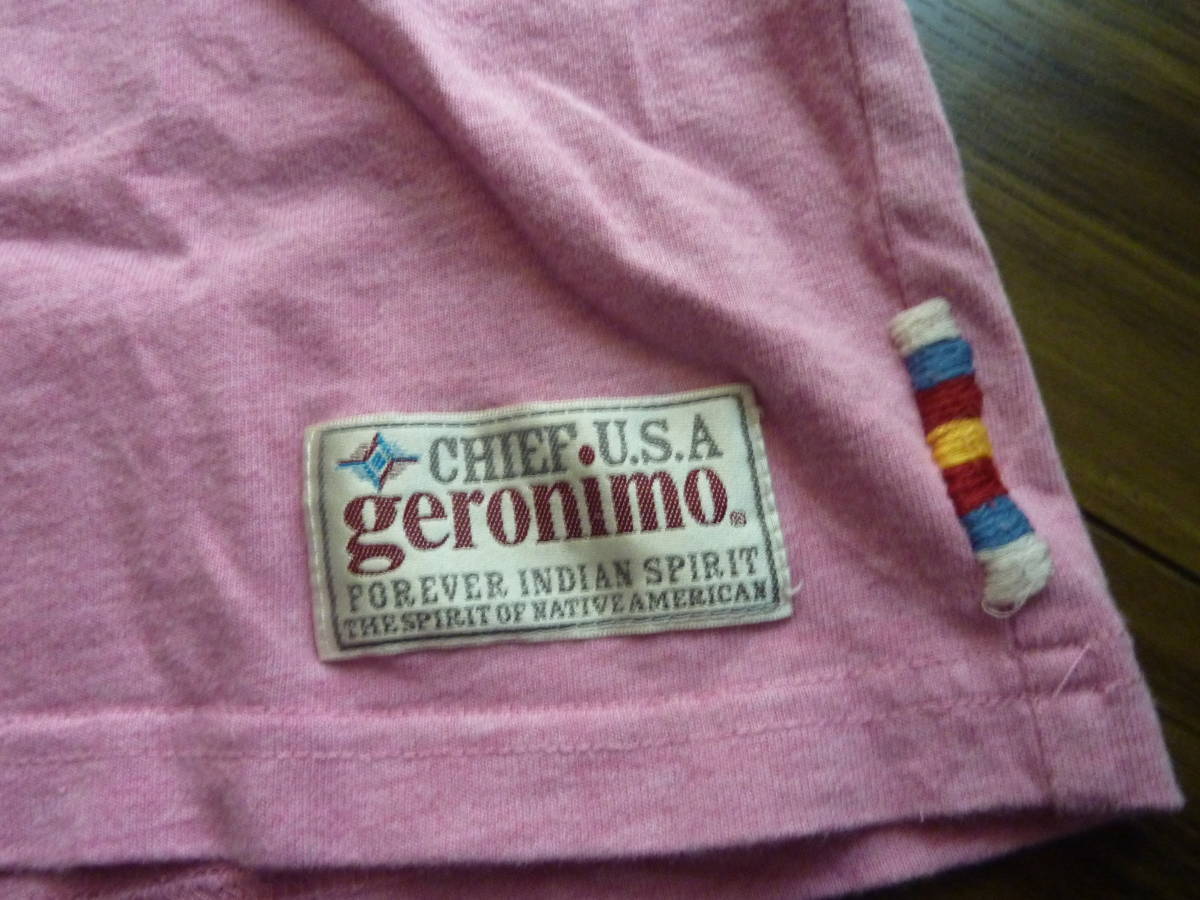 CHIEF•U.S.A
geronimo®
FOREVER INDIAN SPIRIT
THE SPIRIT OF NATIVE AMERICAN